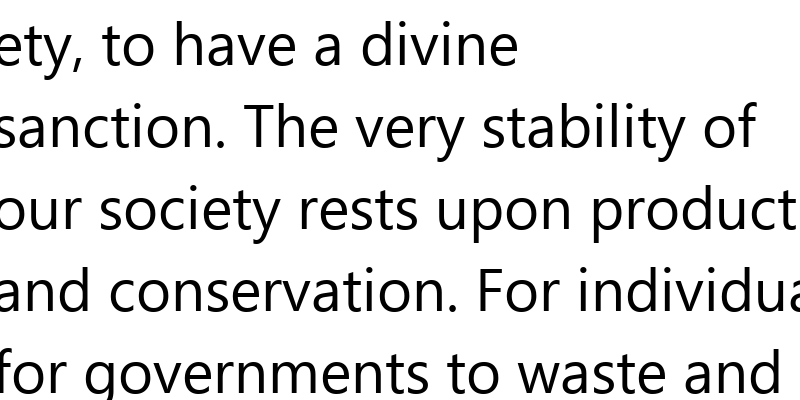 ety, to have a divine
sanction. The very stability of
our society rests upon product
and conservation. For individua
for governments to waste and